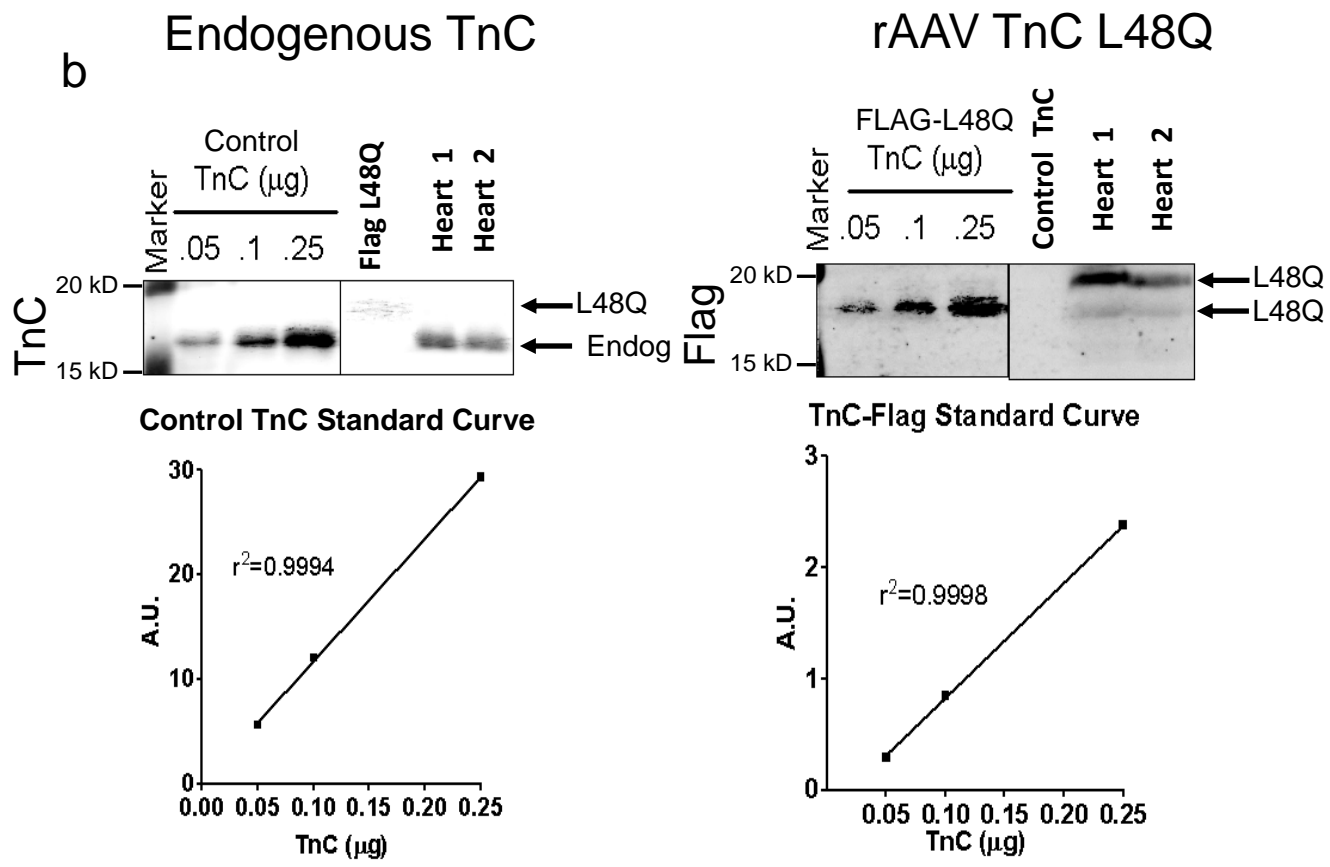 Endogenous TnC
rAAV TnC L48Q
b
Control
TnC (μg)
Marker
.05 .1 .25
Flag L48Q
Heart 1
Heart 2
20 kD
15 kD
TnC
L48Q
Endog
FLAG-L48Q
TnC (μg)
Marker
.05 .1 .25
Control TnC
Heart 1
Heart 2
20 kD
15 kD
Flag
L48Q
L48Q
Control TnC Standard Curve
30
20
10
0
A.U.
r²=0.9994
0.00 0.05 0.10 0.15 0.20 0.25
TnC (μg)
TnC-Flag Standard Curve
3
2
1
0
A.U.
r²=0.9998
0.05 0.10 0.15 0.20 0.25
TnC (μg)